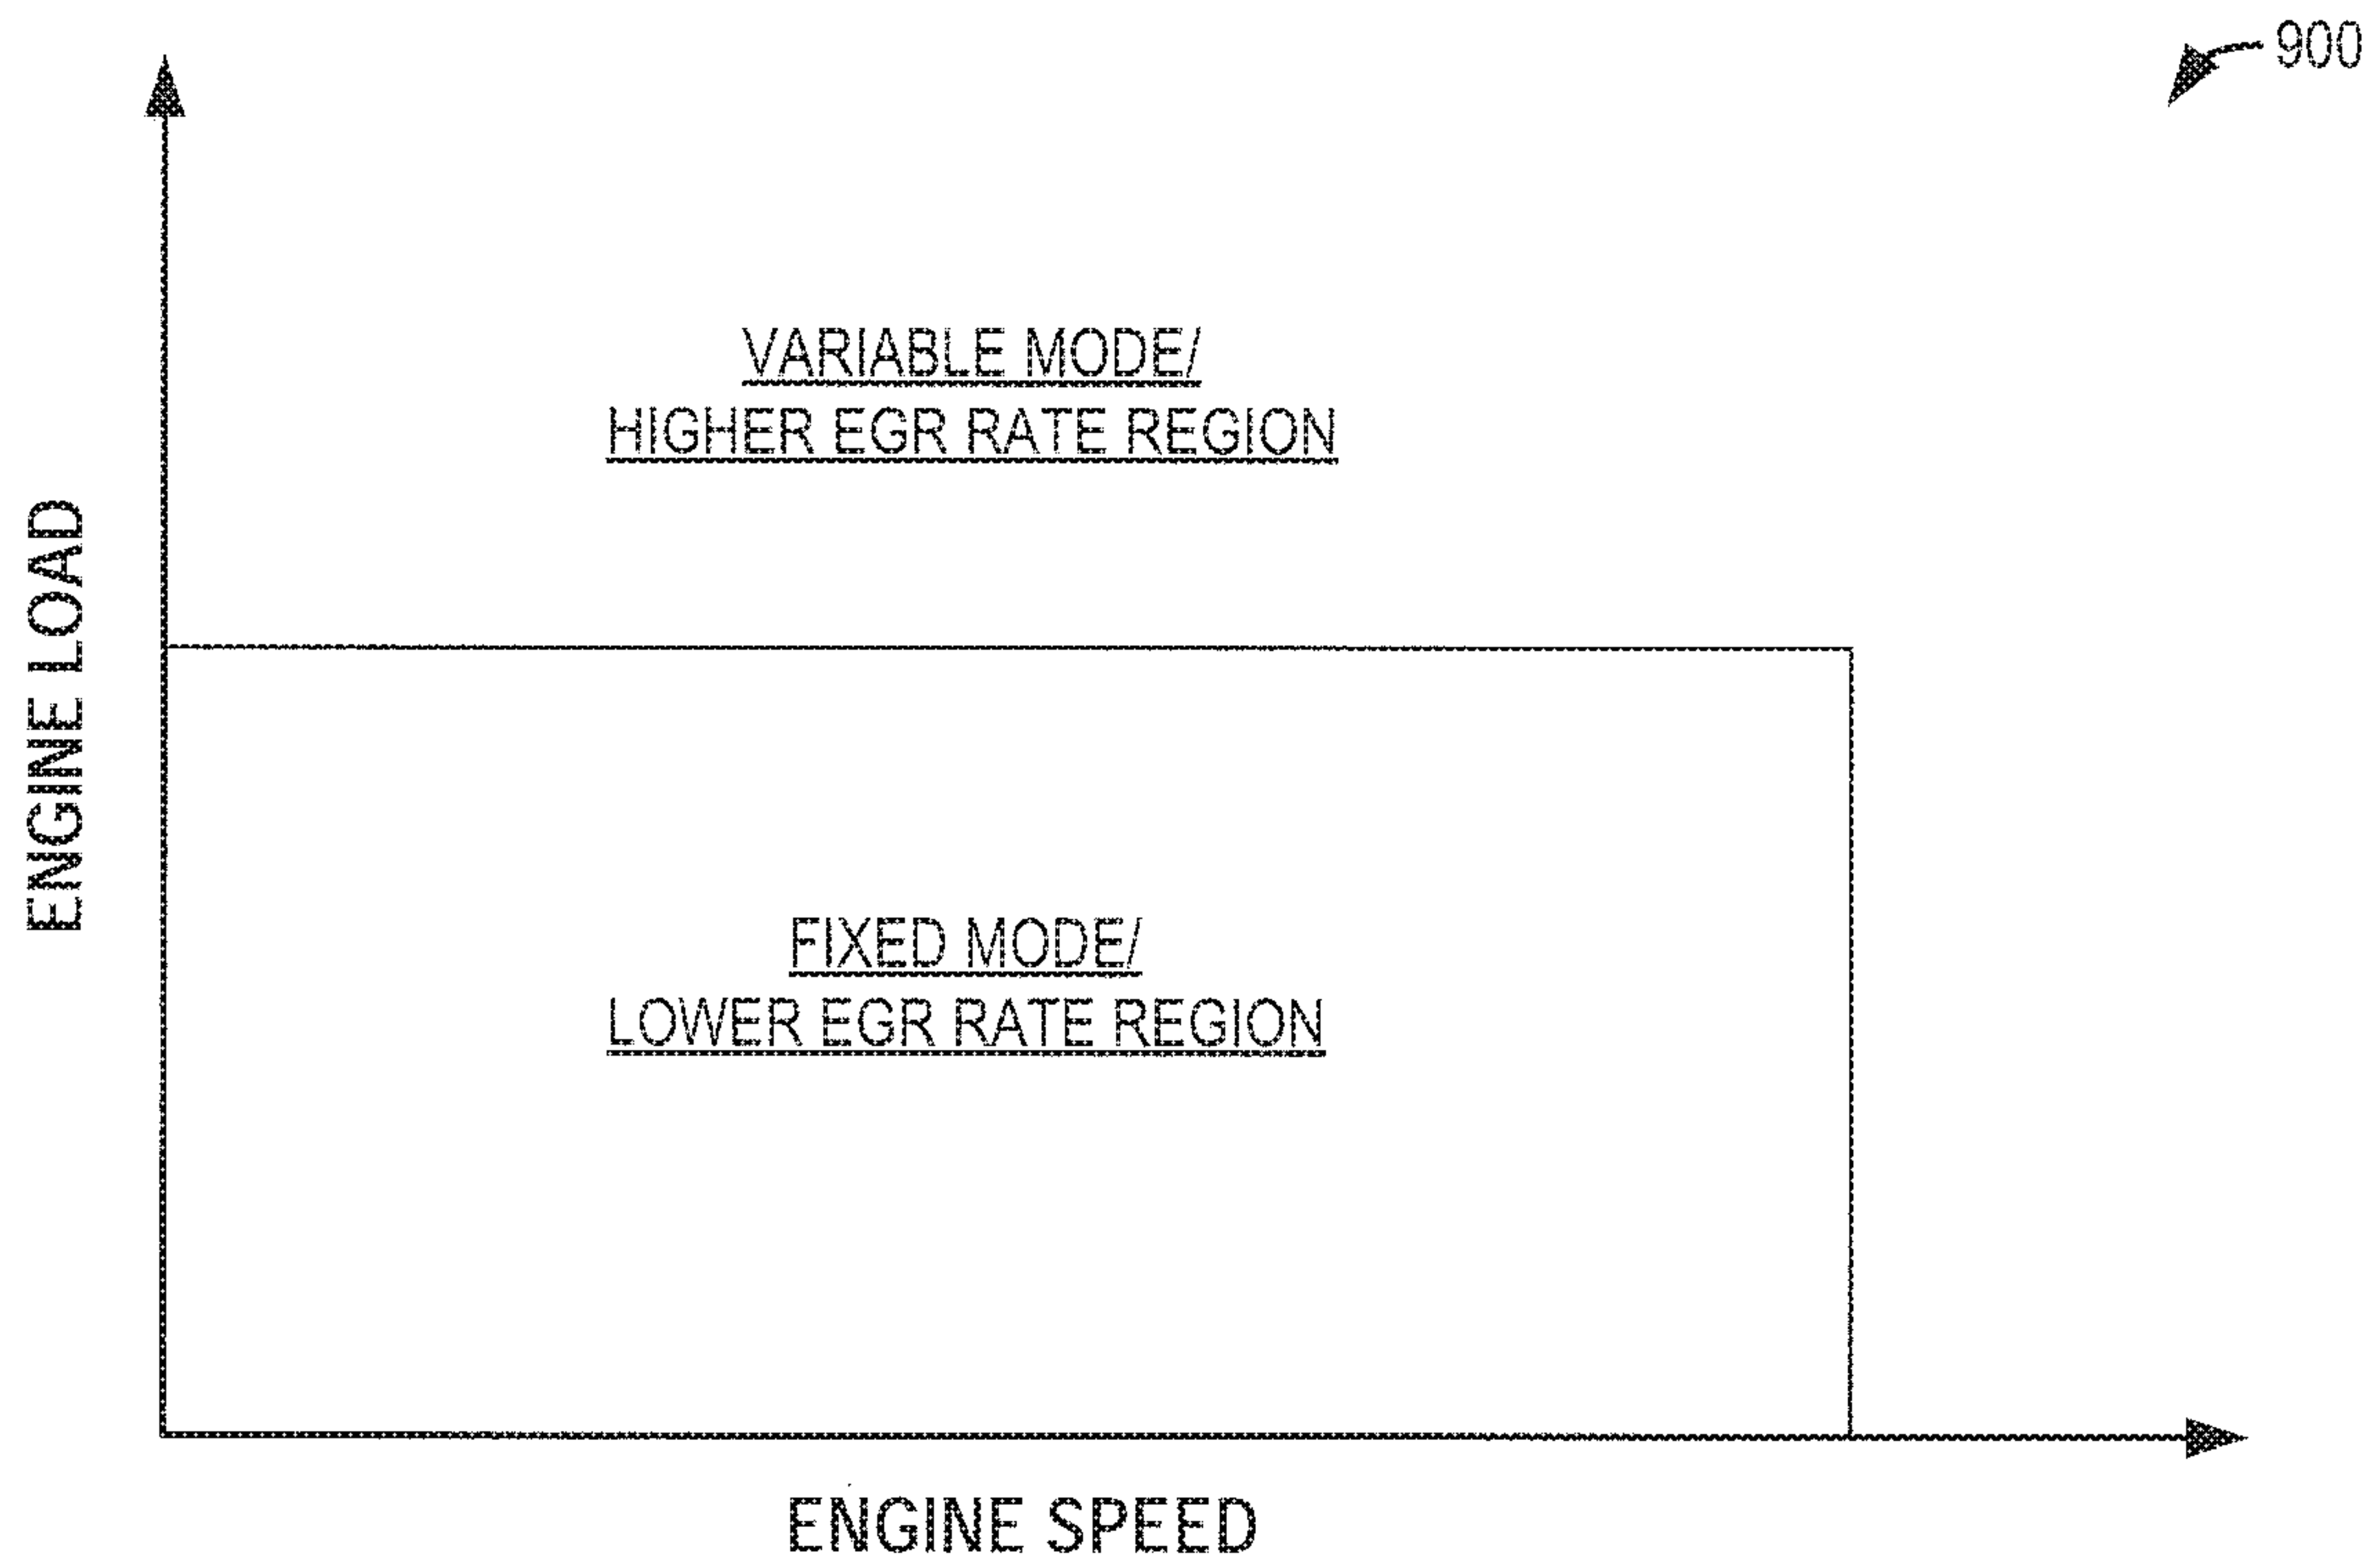 900
VARIABLE MODE/
HIGHER EGR RATE REGION
ENGINE LOAD
FIXED MODE/
LOWER EGR RATE REGION
ENGINE SPEED